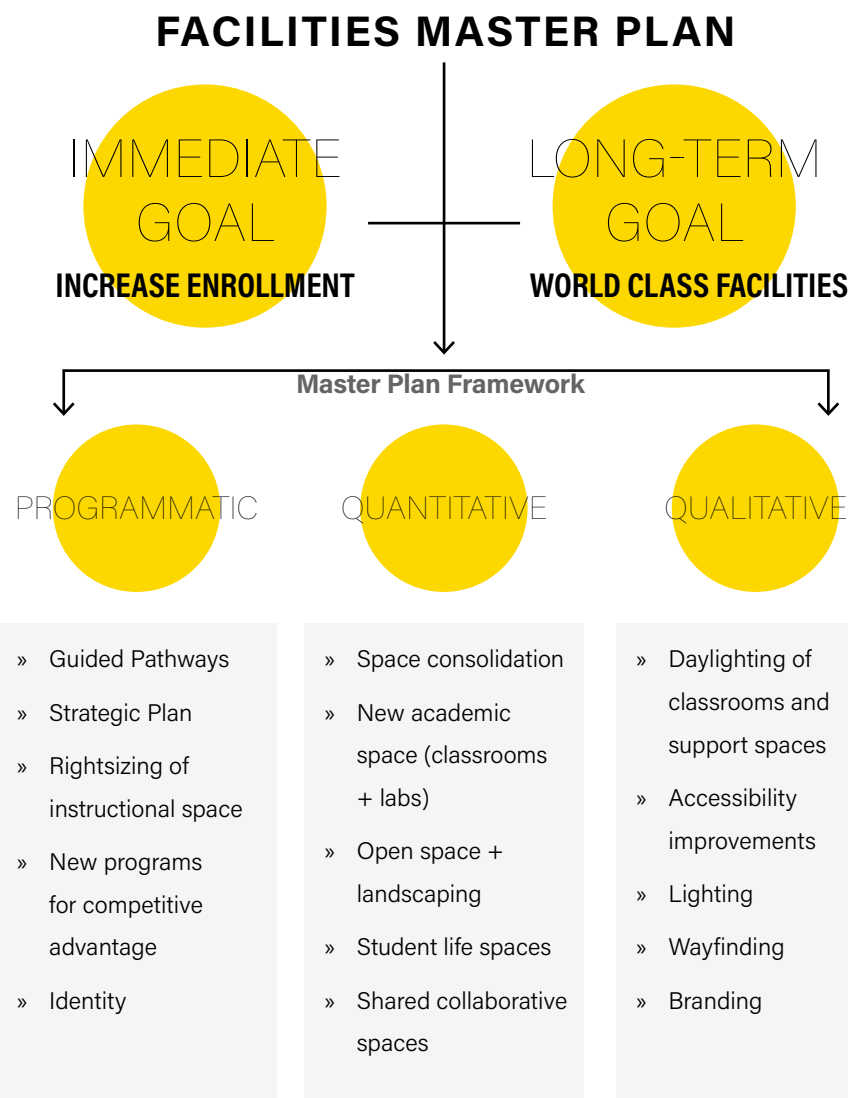 FACILITIES MASTER PLAN
IMMEDIATE
GOAL
INCREASE ENROLLMENT
LONG-TERM
GOAL
WORLD CLASS FACILITIES
Master Plan Framework
PROGRAMMATIC
» Guided Pathways
» Strategic Plan
» Rightsizing of
instructional space
» New programs
for competitive
advantage
» Identity
QUANTITATIVE
» Space consolidation
» New academic
space (classrooms
+ labs)
» Open space +
landscaping
» Student life spaces
» Shared collaborative
spaces
QUALITATIVE
» Daylighting of
classrooms and
support spaces
» Accessibility
improvements
» Lighting
» Wayfinding
» Branding